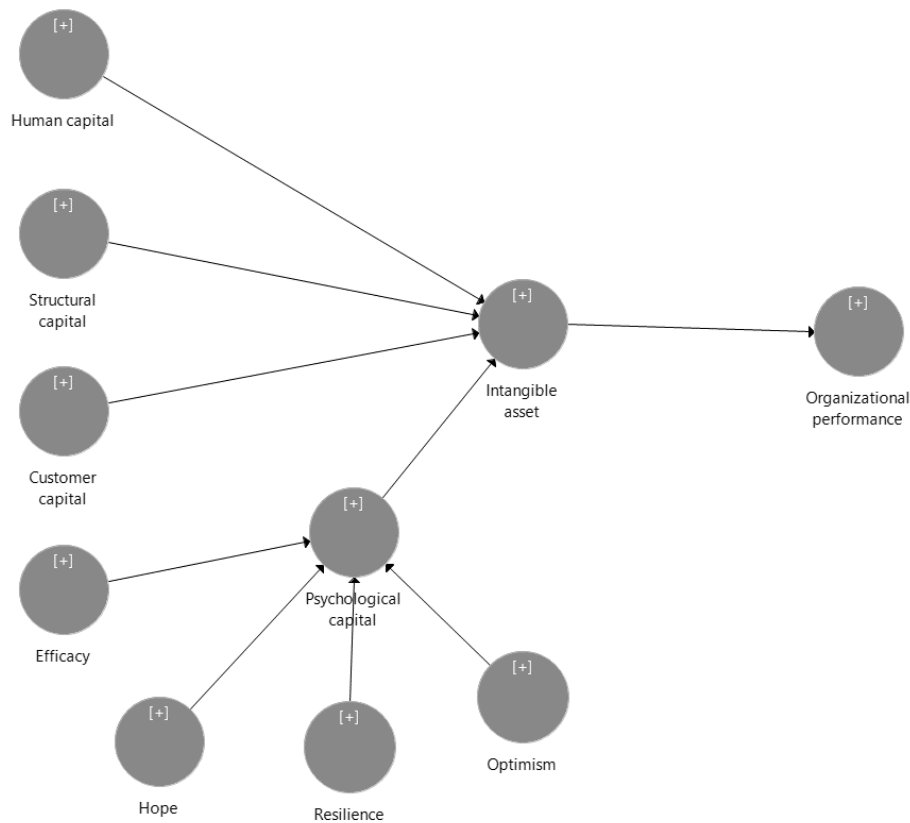 [+]
Human capital
[+]
Structural
capital
[+]
Intangible
asset
[+]
Organizational
performance
[+]
Customer
capital
[+]
Psychological
capital
[+]
Efficacy
[+]
Hope
[+]
Resilience
[+]
Optimism